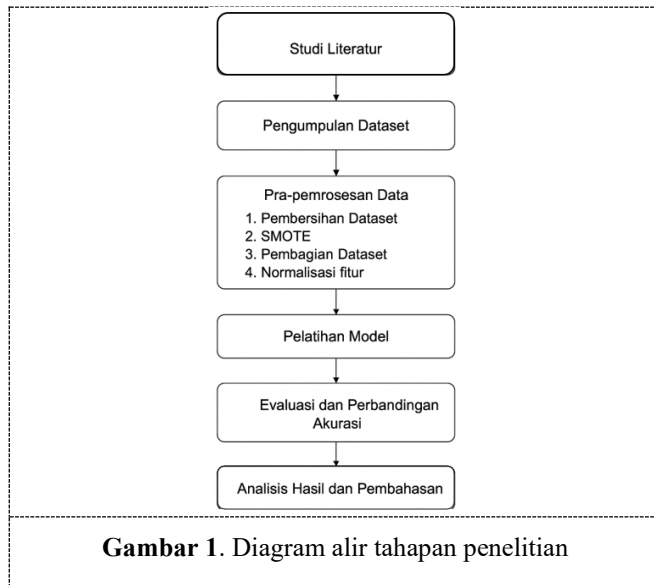 Studi Literatur
Pengumpulan Dataset
Pra-pemrosesan Data
1. Pembersihan Dataset
2. SMOTE
3. Pembagian Dataset
4. Normalisasi fitur
Pelatihan Model
Evaluasi dan Perbandingan
Akurasi
Analisis Hasil dan Pembahasan
Gambar 1. Diagram alir tahapan penelitian